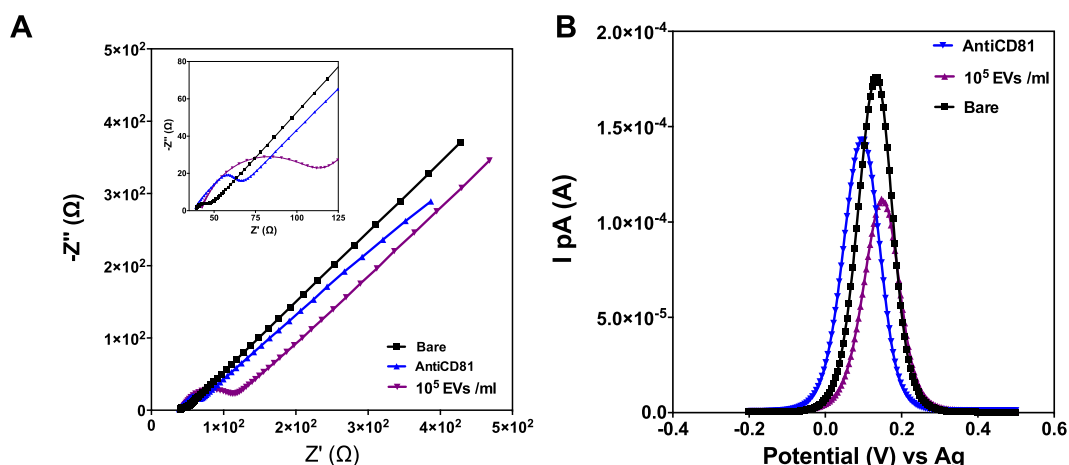 A
5×10²
4×10²
3×10²
2×10²
1×10²
0
-Z" (Ω)
0
1×10²
2×10²
3×10²
4×10²
5×10²
Z' (Ω)
80
60
40
20
0
-Z" (Ω)
50
75
100
125
Z' (Ω)
Bare
AntiCD81
10⁵ EVs /ml
B
2.0×10⁻⁴
1.5×10⁻⁴
1.0×10⁻⁴
5.0×10⁻⁵
0.0
I pA (A)
-0.4
-0.2
0.0
0.2
0.4
0.6
Potential (V) vs Ag
AntiCD81
10⁵ EVs /ml
Bare